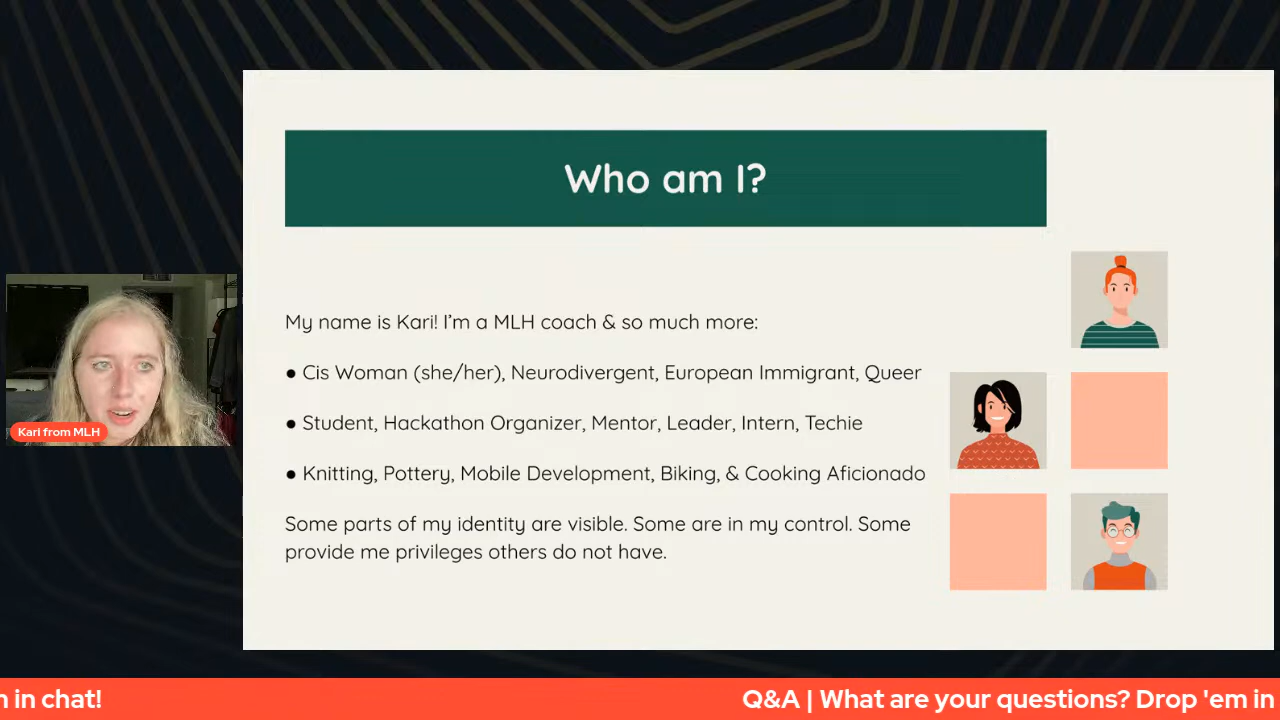 Who am I?
My name is Kari! I'm a MLH coach & so much more:
● Cis Woman (she/her), Neurodivergent, European Immigrant, Queer
● Student, Hackathon Organizer, Mentor, Leader, Intern, Techie
● Knitting, Pottery, Mobile Development, Biking, & Cooking Aficionado
Some parts of my identity are visible. Some are in my control. Some
provide me privileges others do not have.
Kari from MLH
in chat!
Q&A | What are your questions? Drop 'em in